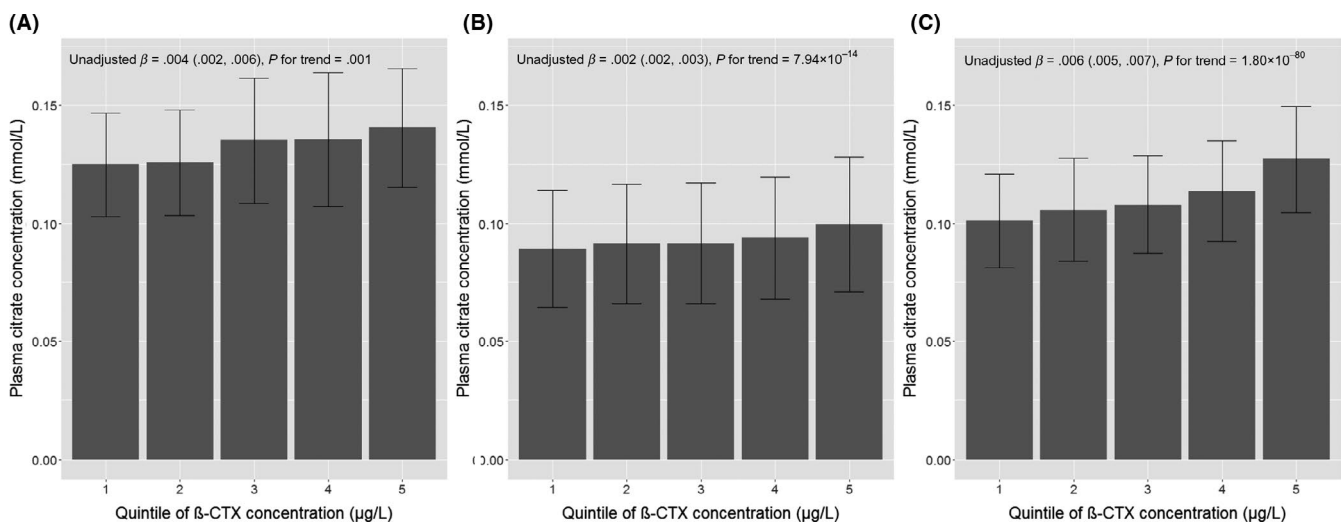 (A)
Unadjusted β = .004 (.002, .006), P for trend = .001
Plasma citrate concentration (mmol/L)
0.15
0.10
0.05
0.00
1 2 3 4 5
Quintile of ß-CTX concentration (µg/L)
(B)
Unadjusted β = .002 (.002, .003), P for trend = 7.94×10⁻¹⁴
Plasma citrate concentration (mmol/L)
0.15
0.10
0.05
0.00
1 2 3 4 5
Quintile of ß-CTX concentration (µg/L)
(C)
Unadjusted β = .006 (.005, .007), P for trend = 1.80×10⁻⁸⁰
Plasma citrate concentration (mmol/L)
0.15
0.10
0.05
0.00
1 2 3 4 5
Quintile of ß-CTX concentration (µg/L)